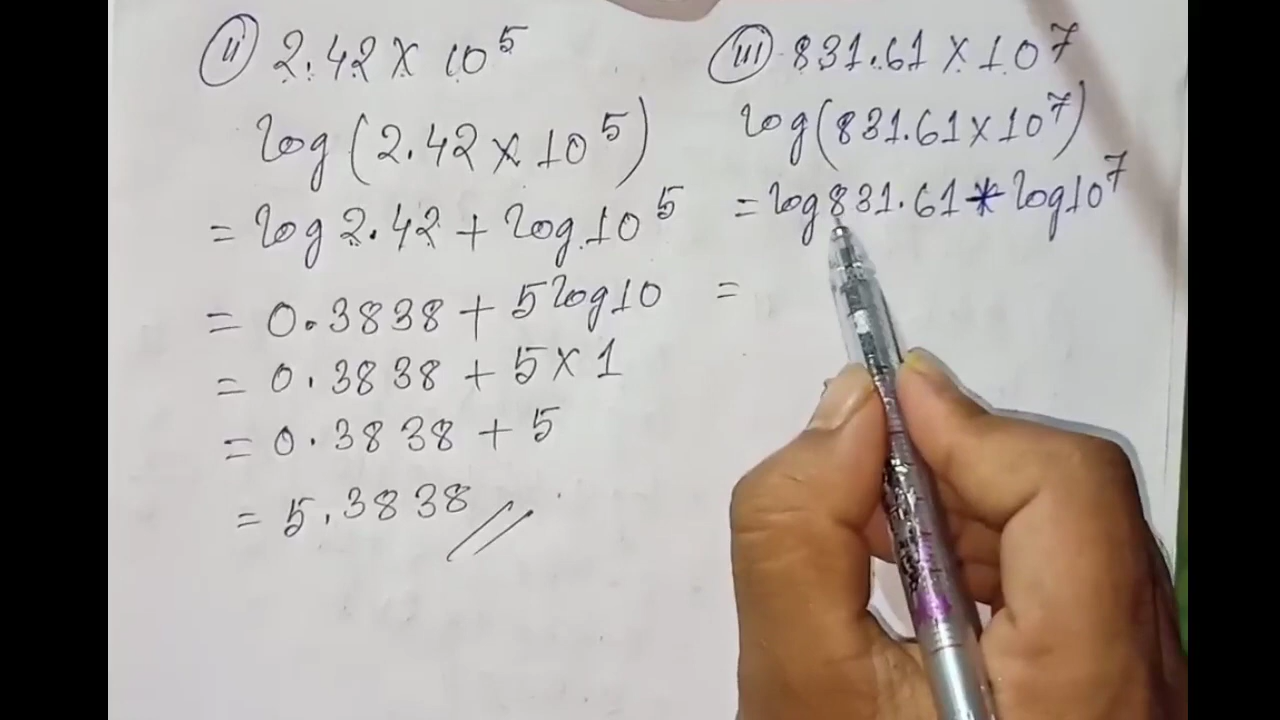 (ii) 2.42 × 10^5
log(2.42 × 10^5)
= log 2.42 + log 10^5
= 0.3838 + 5 log 10
= 0.3838 + 5 × 1
= 0.3838 + 5
= 5.3838 //
(iii) 831.61 × 10^7
log(831.61 × 10^7)
= log 831.61 + log 10^7
=